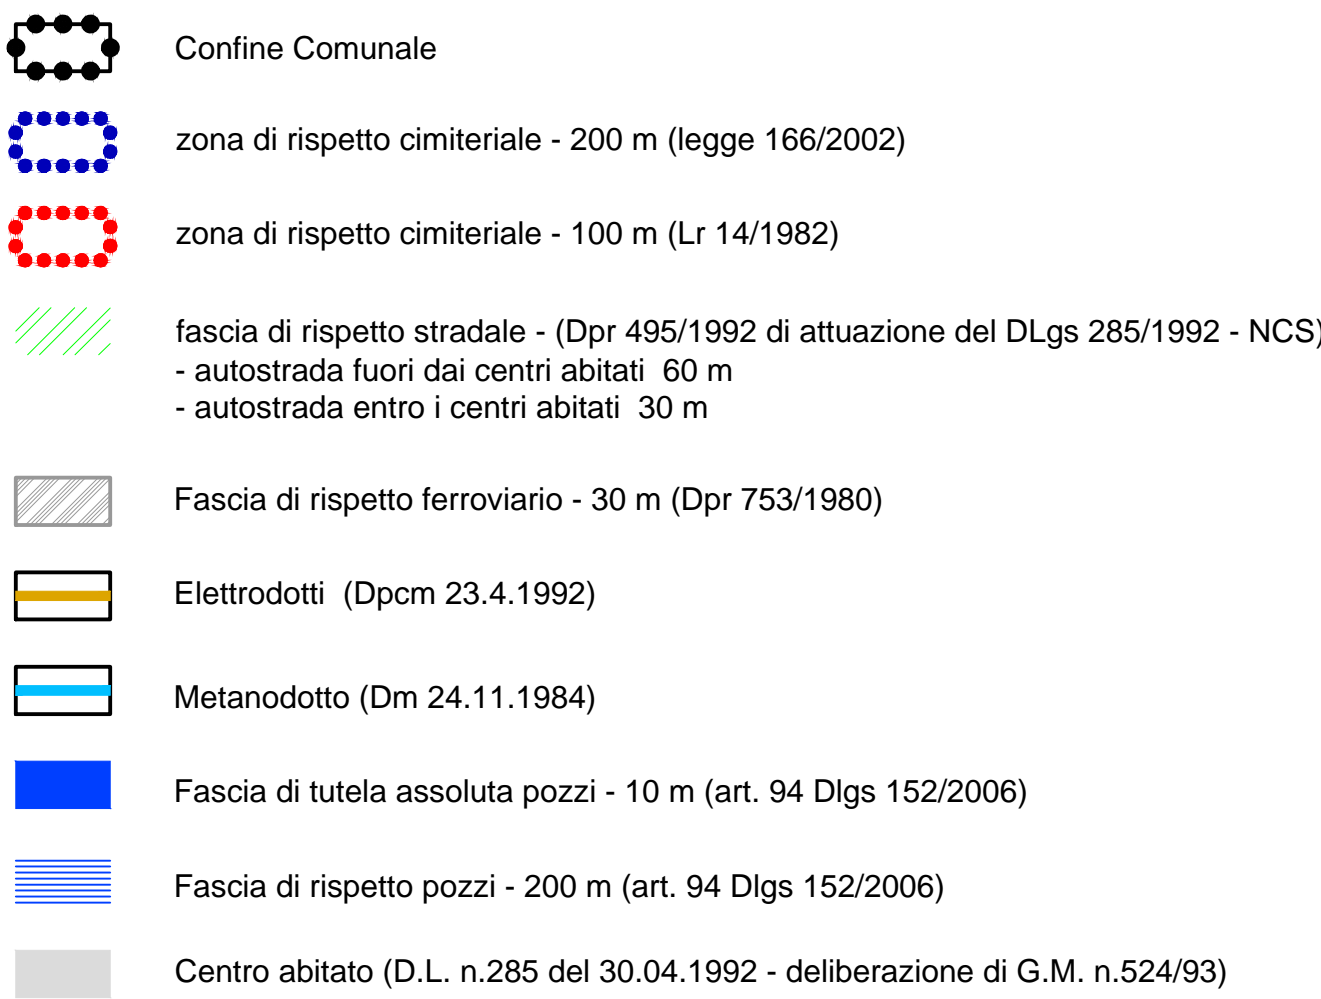 Confine Comunale
zona di rispetto cimiteriale - 200 m (legge 166/2002)
zona di rispetto cimiteriale - 100 m (Lr 14/1982)
fascia di rispetto stradale - (Dpr 495/1992 di attuazione del DLgs 285/1992 - NCS)
- autostrada fuori dai centri abitati  60 m
- autostrada entro i centri abitati  30 m
Fascia di rispetto ferroviario - 30 m (Dpr 753/1980)
Elettrodotti  (Dpcm 23.4.1992)
Metanodotto (Dm 24.11.1984)
Fascia di tutela assoluta pozzi - 10 m (art. 94 Dlgs 152/2006)
Fascia di rispetto pozzi - 200 m (art. 94 Dlgs 152/2006)
Centro abitato (D.L. n.285 del 30.04.1992 - deliberazione di G.M. n.524/93)